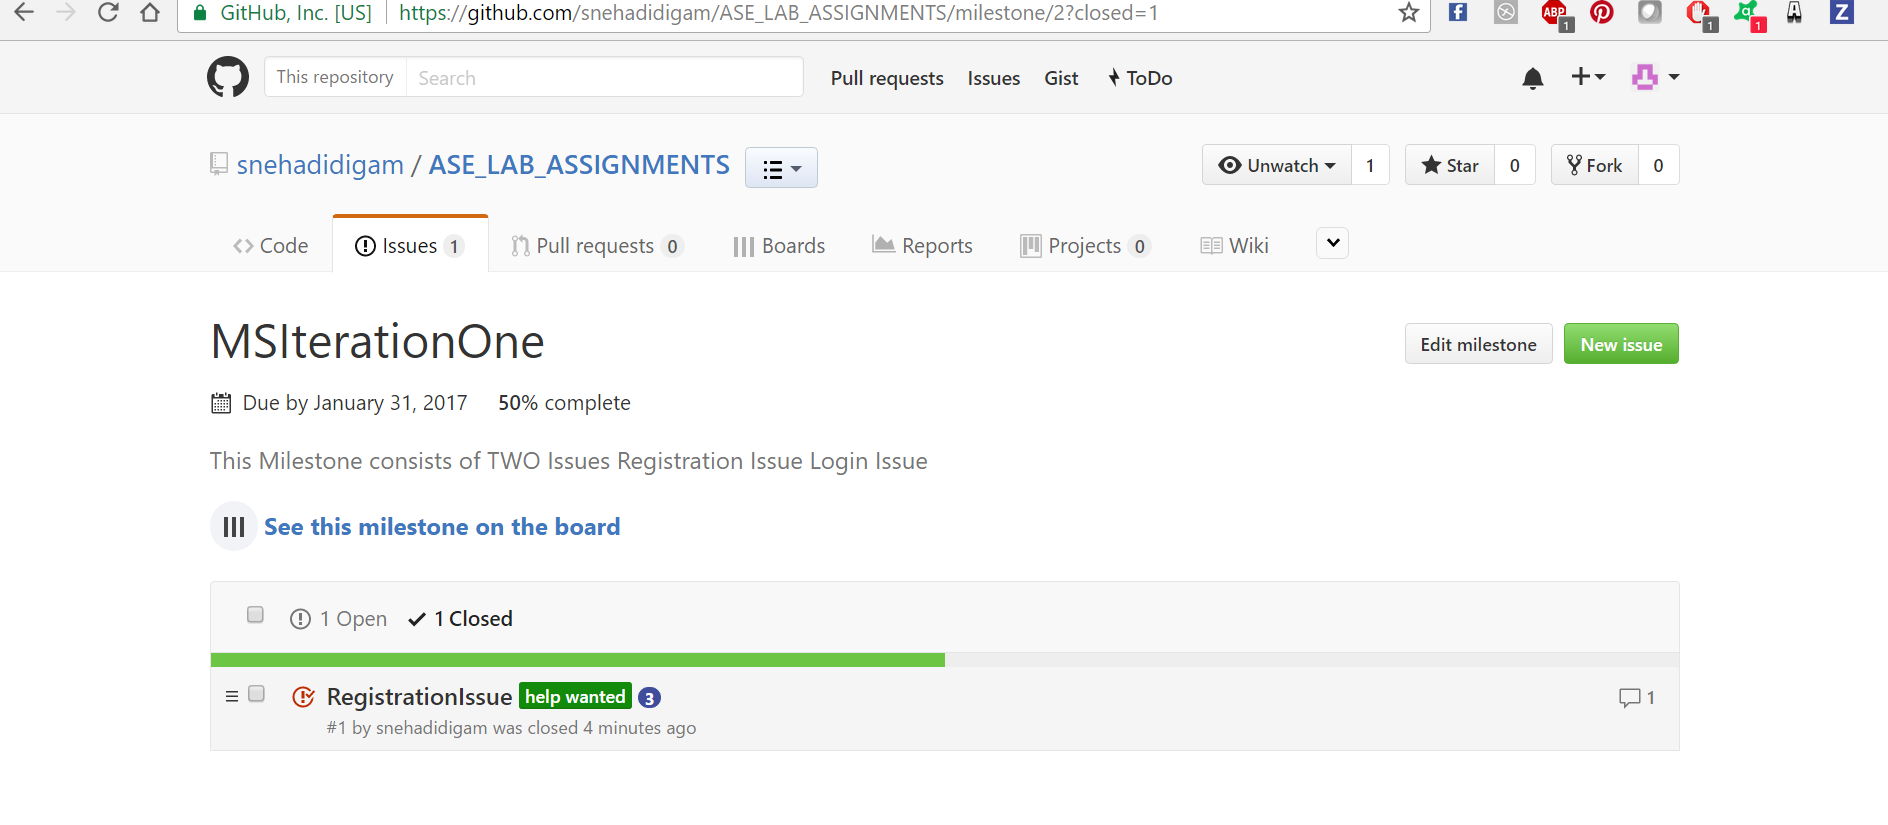 GitHub, Inc. [US] https://github.com/snehadidigam/ASE_LAB_ASSIGNMENTS/milestone/2?closed=1
f ABP 1 1 a 1 A Z
This repository Search Pull requests Issues Gist ToDo
snehadidigam / ASE_LAB_ASSIGNMENTS Unwatch 1 Star 0 Fork 0
Code Issues 1 Pull requests 0 Boards Reports Projects 0 Wiki
MSIterationOne Edit milestone New issue
Due by January 31, 2017 50% complete
This Milestone consists of TWO Issues Registration Issue Login Issue
See this milestone on the board
1 Open 1 Closed
RegistrationIssue help wanted 3 1
#1 by snehadidigam was closed 4 minutes ago